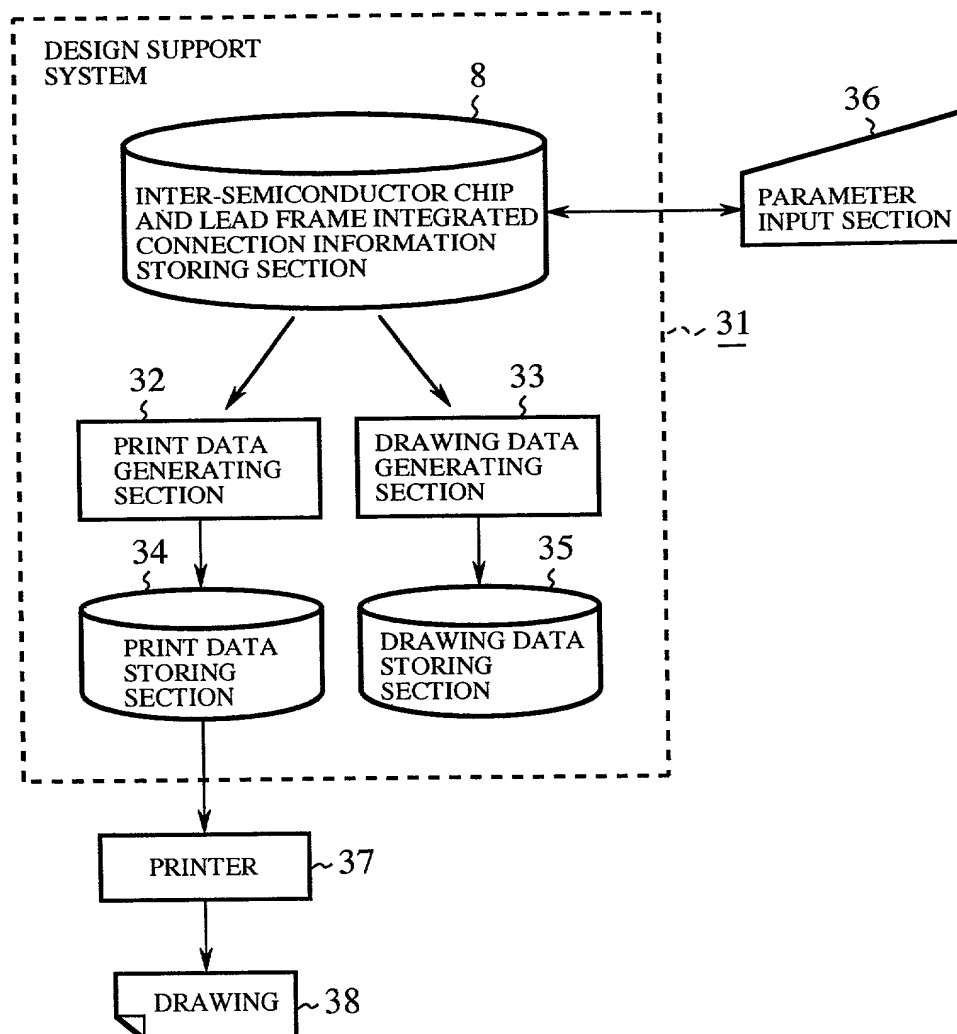 DESIGN SUPPORT
SYSTEM
8
INTER-SEMICONDUCTOR CHIP
AND LEAD FRAME INTEGRATED
CONNECTION INFORMATION
STORING SECTION
36
PARAMETER
INPUT SECTION
31
32
PRINT DATA
GENERATING
SECTION
33
DRAWING DATA
GENERATING
SECTION
34
PRINT DATA
STORING
SECTION
35
DRAWING DATA
STORING
SECTION
PRINTER
37
DRAWING
38